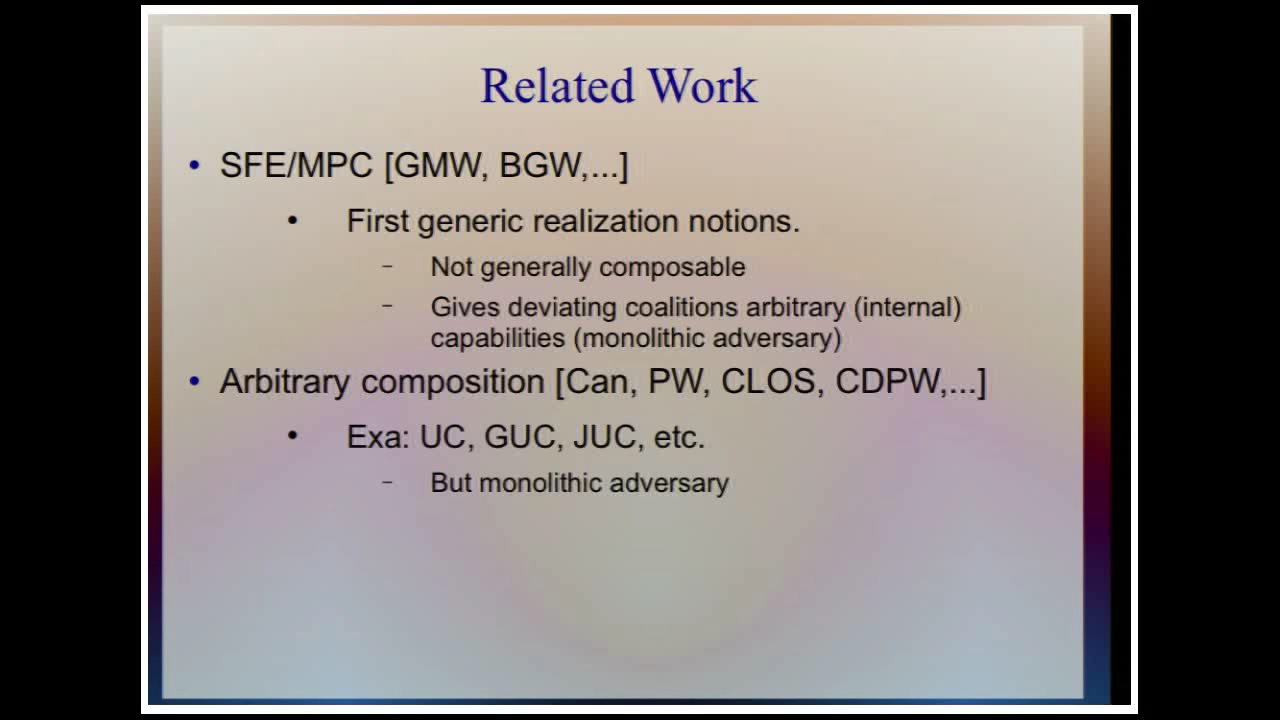 Related Work
• SFE/MPC [GMW, BGW,...]
• First generic realization notions.
– Not generally composable
– Gives deviating coalitions arbitrary (internal)
capabilities (monolithic adversary)
• Arbitrary composition [Can, PW, CLOS, CDPW,...]
• Exa: UC, GUC, JUC, etc.
– But monolithic adversary